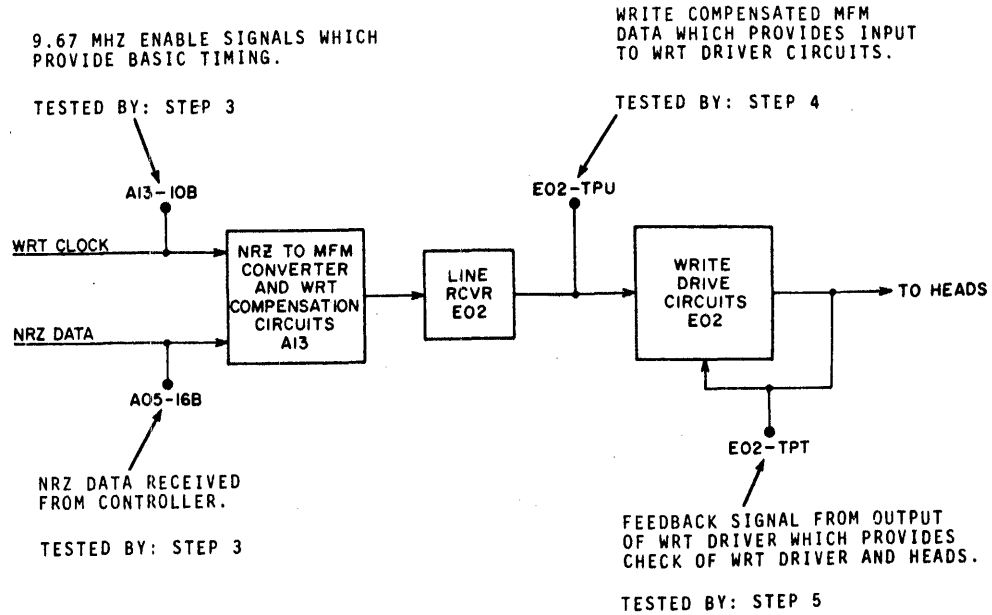 9.67 MHZ ENABLE SIGNALS WHICH
PROVIDE BASIC TIMING.
TESTED BY: STEP 3
WRITE COMPENSATED MFM
DATA WHICH PROVIDES INPUT
TO WRT DRIVER CIRCUITS.
TESTED BY: STEP 4
A13-10B
E02-TPU
WRT CLOCK
NRZ TO MFM
CONVERTER
AND WRT
COMPENSATION
CIRCUITS
A13
LINE
RCVR
E02
WRITE
DRIVE
CIRCUITS
E02
TO HEADS
NRZ DATA
A05-16B
E02-TPT
NRZ DATA RECEIVED
FROM CONTROLLER.
TESTED BY: STEP 3
FEEDBACK SIGNAL FROM OUTPUT
OF WRT DRIVER WHICH PROVIDES
CHECK OF WRT DRIVER AND HEADS.
TESTED BY: STEP 5